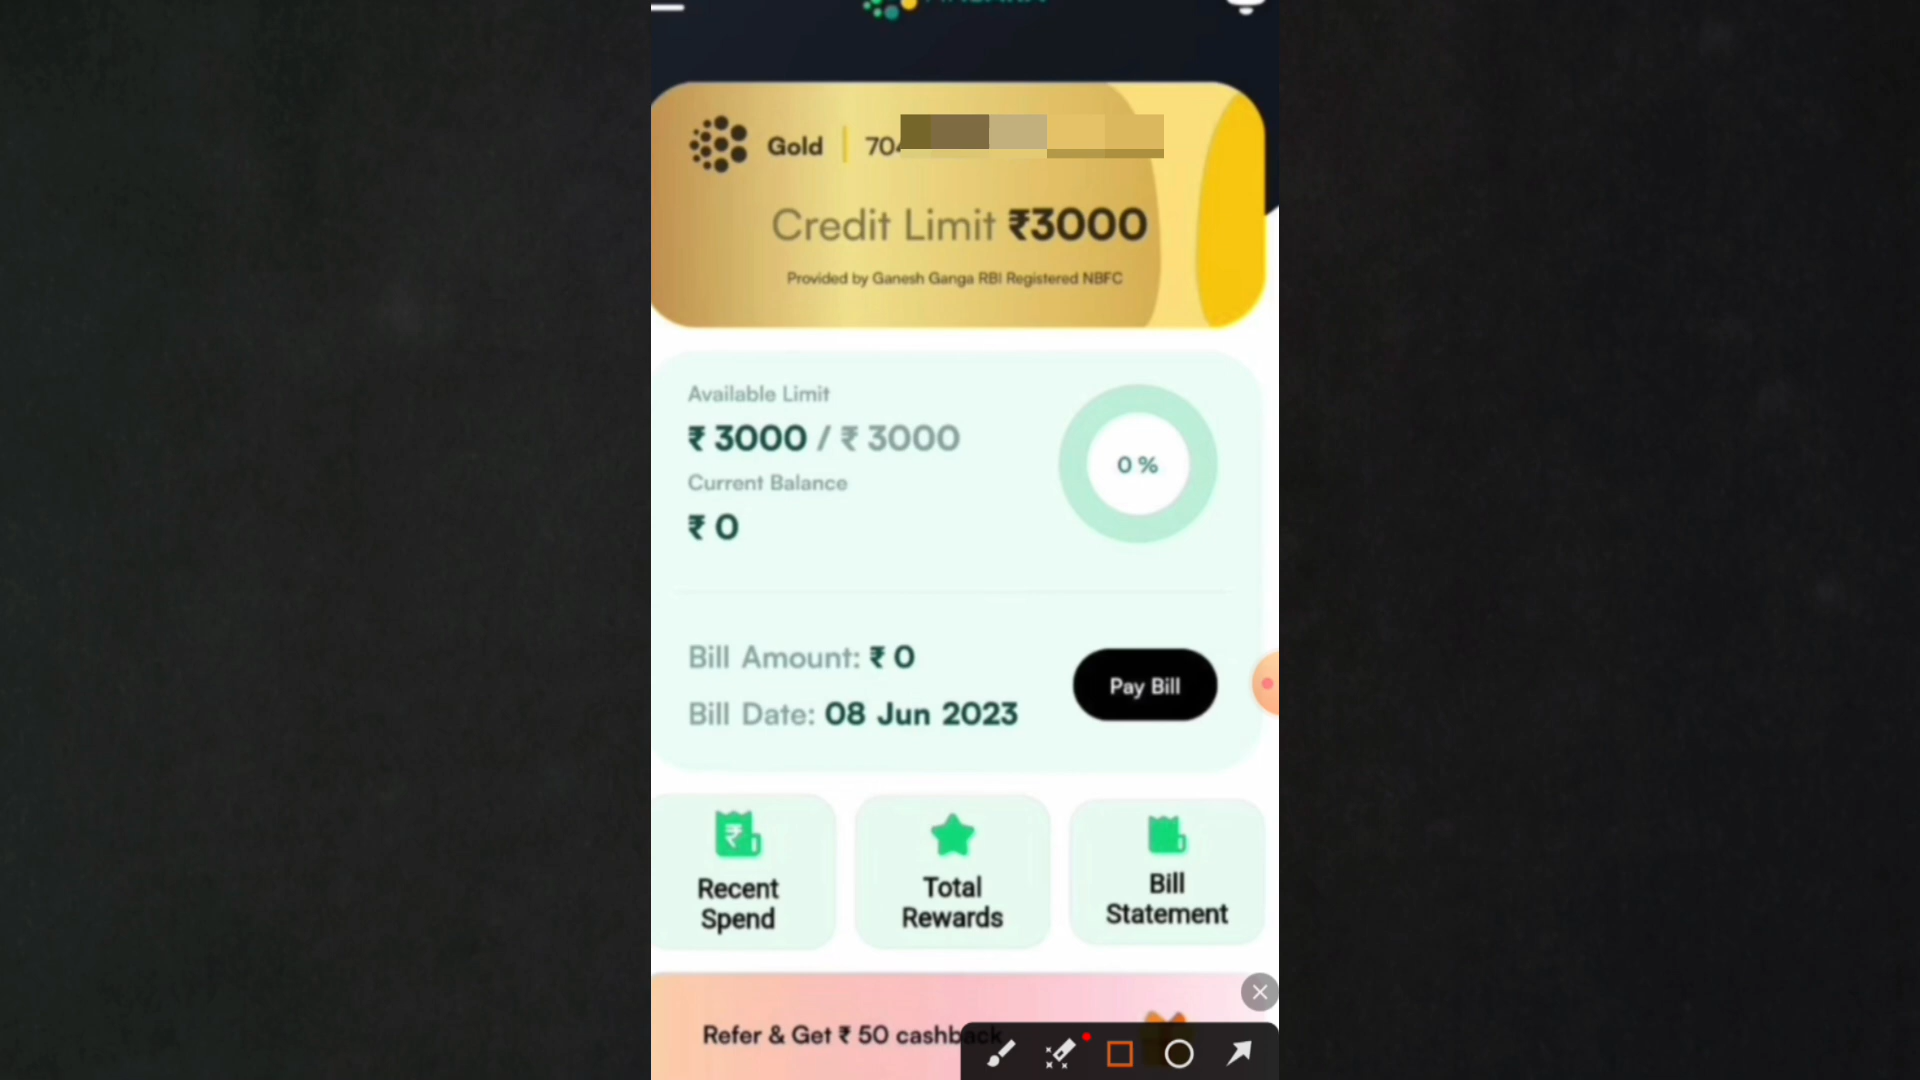 Gold
Credit Limit ₹3000
Provided by Ganesh Ganga RBI Registered NBFC
Available Limit
₹ 3000 / ₹ 3000
0 %
Current Balance
₹ 0
Bill Amount: ₹ 0
Bill Date: 08 Jun 2023
Pay Bill
Recent
Spend
Total
Rewards
Bill
Statement
Refer & Get ₹ 50 cashback